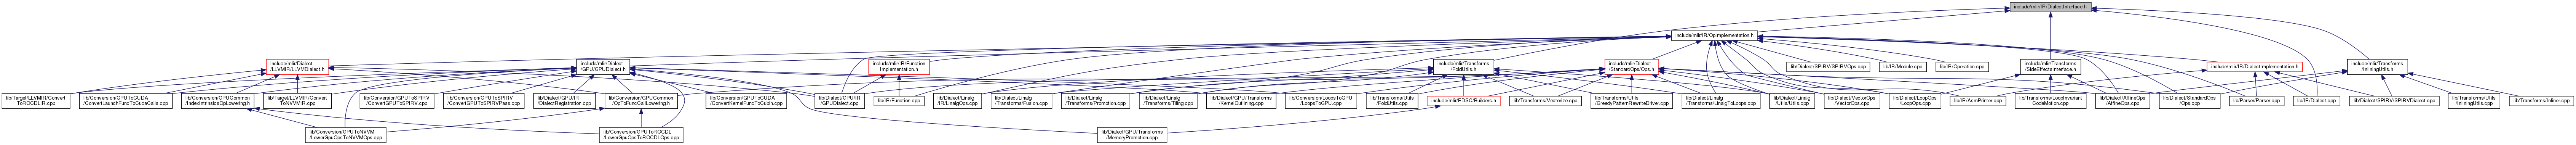 include/mlir/IR/DialectInterface.h
include/mlir/IR/OpImplementation.h
include/mlir/Dialect
/LLVMIR/LLVMDialect.h
include/mlir/Dialect
/GPU/GPUDialect.h
include/mlir/IR/Function
Implementation.h
include/mlir/Transforms
/FoldUtils.h
include/mlir/Dialect
/StandardOps/Ops.h
lib/Dialect/SPIRV/SPIRVOps.cpp
lib/IR/Module.cpp
lib/IR/Operation.cpp
include/mlir/Transforms
/SideEffectsInterface.h
include/mlir/IR/DialectImplementation.h
include/mlir/Transforms
/InliningUtils.h
lib/Target/LLVMIR/Convert
ToROCDLIR.cpp
lib/Conversion/GPUToCUDA
/ConvertLaunchFuncToCudaCalls.cpp
lib/Conversion/GPUCommon
/IndexIntrinsicsOpLowering.h
lib/Target/LLVMIR/Convert
ToNVVMIR.cpp
lib/Conversion/GPUToSPIRV
/ConvertGPUToSPIRV.cpp
lib/Conversion/GPUToSPIRV
/ConvertGPUToSPIRVPass.cpp
lib/Dialect/GPU/IR
/DialectRegistration.cpp
lib/Conversion/GPUCommon
/OpToFuncCallLowering.h
lib/Conversion/GPUToCUDA
/ConvertKernelFuncToCubin.cpp
lib/Dialect/GPU/IR
/GPUDialect.cpp
lib/IR/Function.cpp
lib/Dialect/Linalg
/IR/LinalgOps.cpp
lib/Dialect/Linalg
/Transforms/Fusion.cpp
lib/Dialect/Linalg
/Transforms/Promotion.cpp
lib/Dialect/Linalg
/Transforms/Tiling.cpp
lib/Dialect/GPU/Transforms
/KernelOutlining.cpp
lib/Conversion/LoopsToGPU
/LoopsToGPU.cpp
lib/Transforms/Utils
/FoldUtils.cpp
include/mlir/EDSC/Builders.h
lib/Transforms/Vectorize.cpp
lib/Transforms/Utils
/GreedyPatternRewriteDriver.cpp
lib/Dialect/Linalg
/Transforms/LinalgToLoops.cpp
lib/Dialect/Linalg
/Utils/Utils.cpp
lib/Dialect/VectorOps
/VectorOps.cpp
lib/Dialect/LoopOps
/LoopOps.cpp
lib/IR/AsmPrinter.cpp
lib/Transforms/LoopInvariant
CodeMotion.cpp
lib/Dialect/AffineOps
/AffineOps.cpp
lib/Dialect/StandardOps
/Ops.cpp
lib/Parser/Parser.cpp
lib/IR/Dialect.cpp
lib/Dialect/SPIRV/SPIRVDialect.cpp
lib/Transforms/Utils
/InliningUtils.cpp
lib/Transforms/Inliner.cpp
lib/Conversion/GPUToNVVM
/LowerGpuOpsToNVVMOps.cpp
lib/Conversion/GPUToROCDL
/LowerGpuOpsToROCDLOps.cpp
lib/Dialect/GPU/Transforms
/MemoryPromotion.cpp